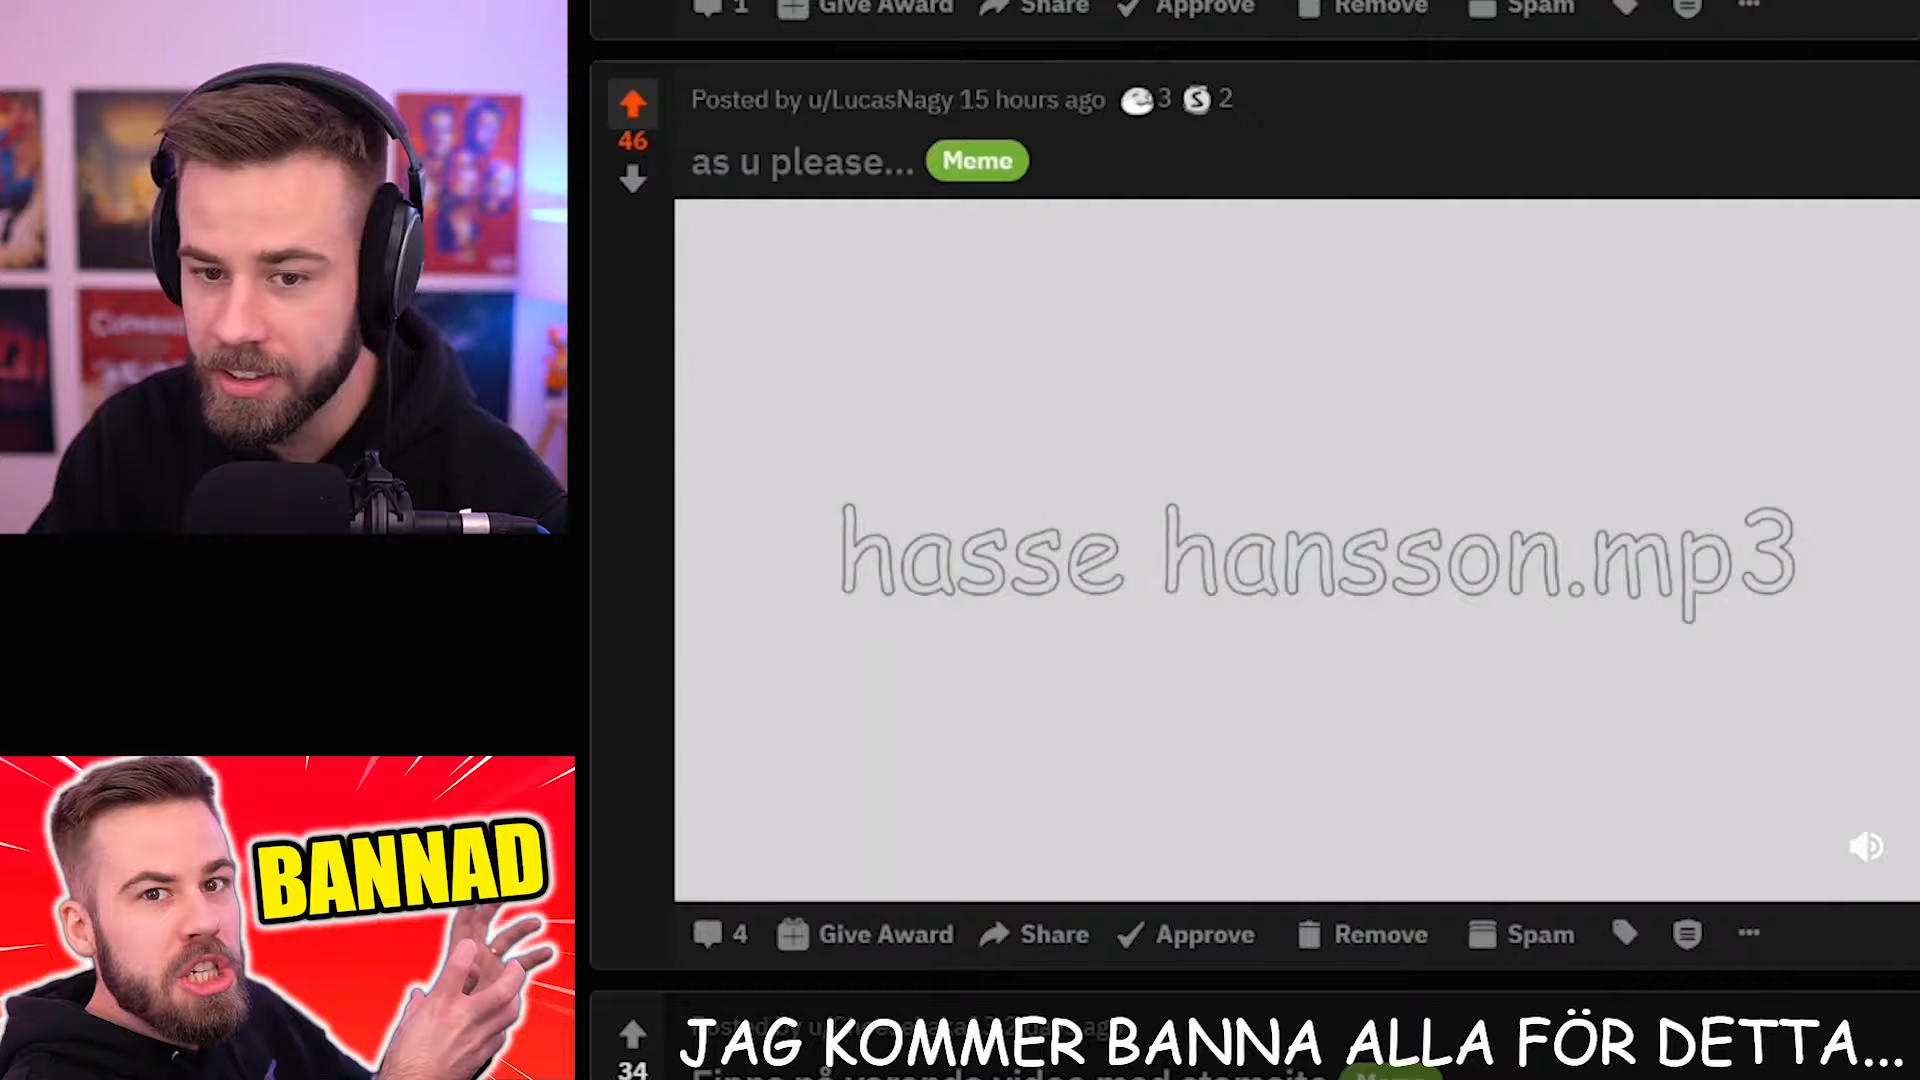 1 Give Award Share Approve Remove Spam
Posted by u/LucasNagy 15 hours ago 3 2
46
as u please... Meme
hasse hansson.mp3
BANNAD
4 Give Award Share Approve Remove Spam
JAG KOMMER BANNA ALLA FÖR DETTA...
34